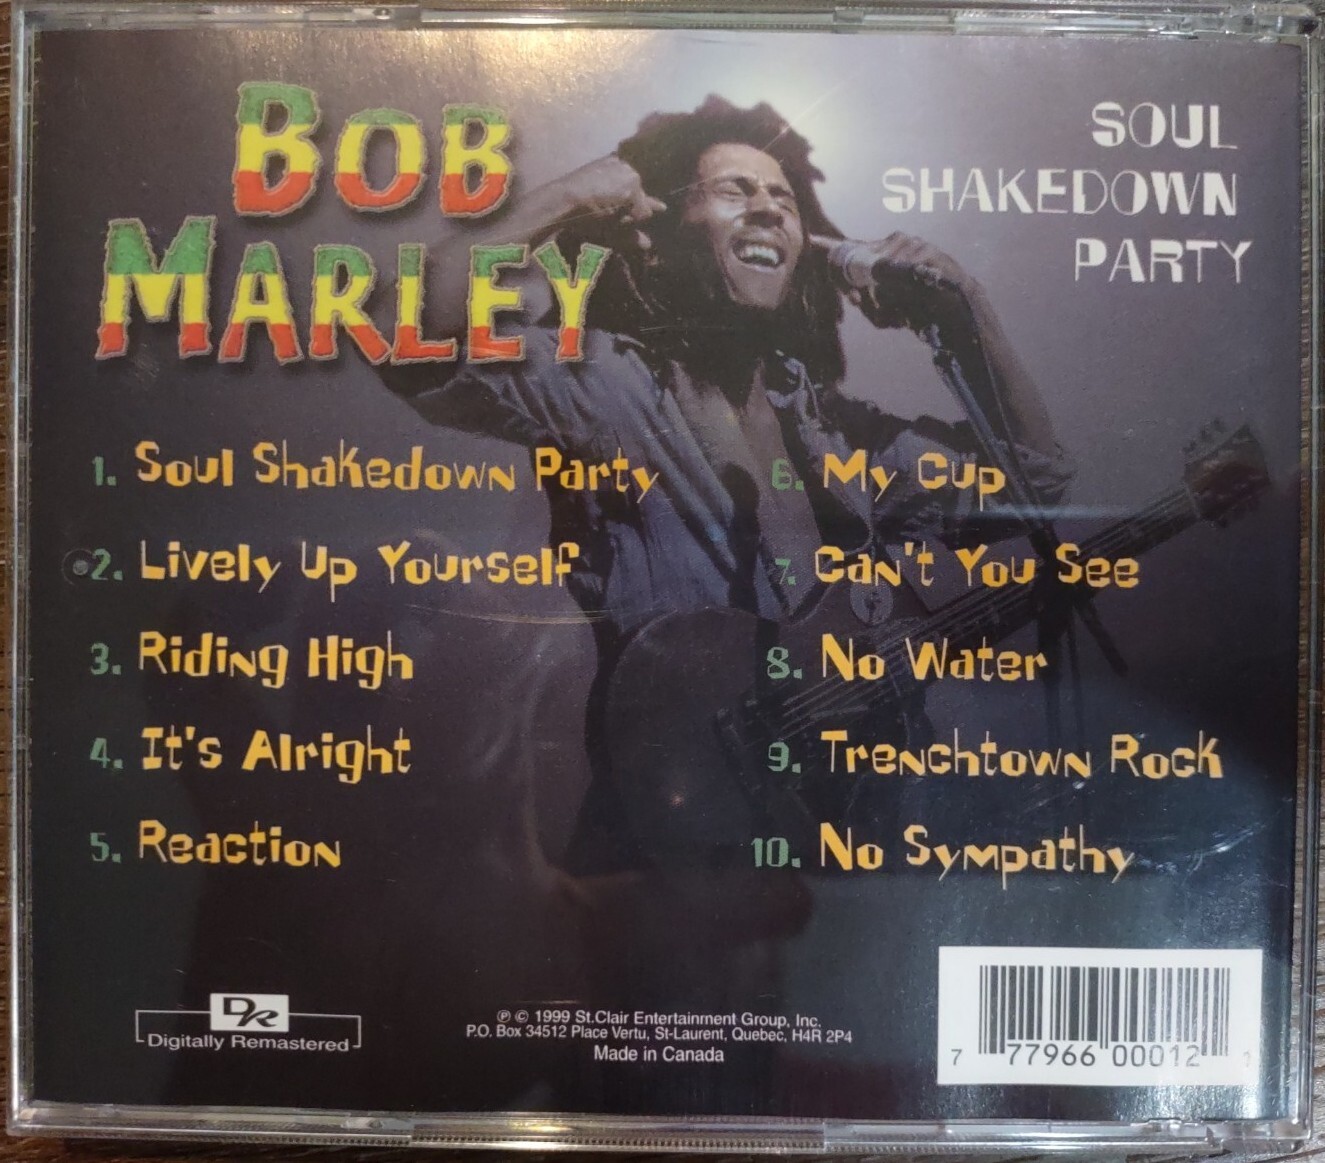 BOB
MARLEY
SOUL
SHAKEDOWN
PARTY
1. Soul Shakedown Party
2. Lively Up Yourself
3. Riding High
4. It's Alright
5. Reaction
6. My Cup
7. Can't You See
8. No Water
9. Trenchtown Rock
10. No Sympathy
DR
Digitally Remastered
℗ © 1999 St.Clair Entertainment Group, Inc.
P.O. Box 34512 Place Vertu, St-Laurent, Quebec, H4R 2P4
Made in Canada
7 77966 00012 1